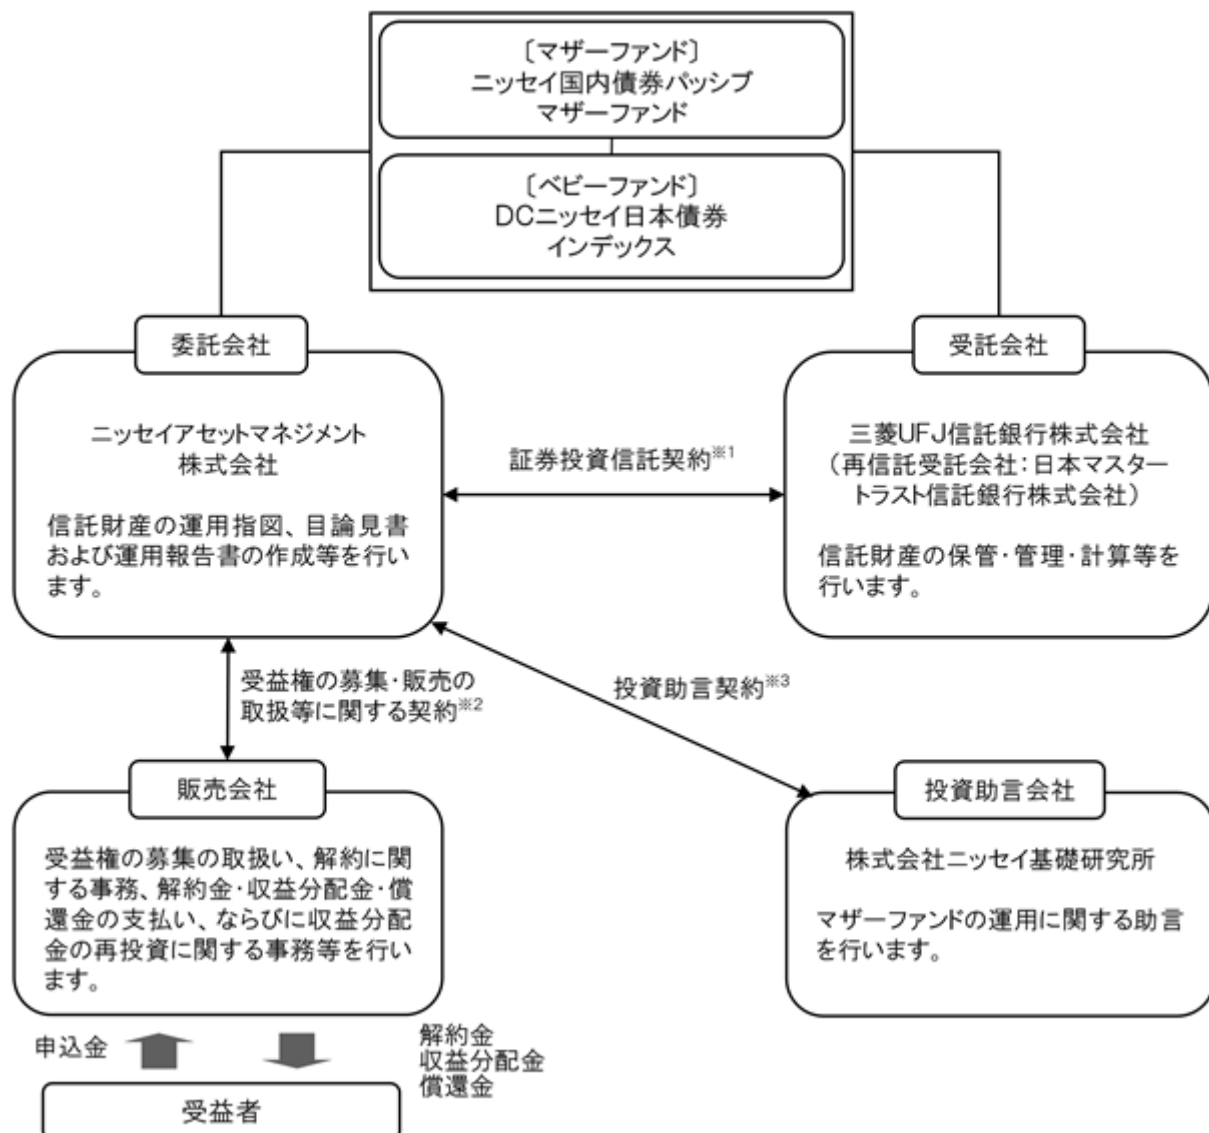 〔マザーファンド〕
ニッセイ国内債券パッシブ
マザーファンド
〔ベビーファンド〕
DCニッセイ日本債券
インデックス
委託会社
ニッセイアセットマネジメント
株式会社
信託財産の運用指図、目論見書
および運用報告書の作成等を行い
ます。
証券投資信託契約※1
受託会社
三菱UFJ信託銀行株式会社
(再信託受託会社:日本マスター
トラスト信託銀行株式会社)
信託財産の保管・管理・計算等を
行います。
受益権の募集・販売の
取扱等に関する契約※2
投資助言契約※3
販売会社
受益権の募集の取扱い、解約に関
する事務、解約金・収益分配金・償
還金の支払い、ならびに収益分配
金の再投資に関する事務等を行い
ます。
投資助言会社
株式会社ニッセイ基礎研究所
マザーファンドの運用に関する助言
を行います。
申込金
解約金
収益分配金
償還金
受益者